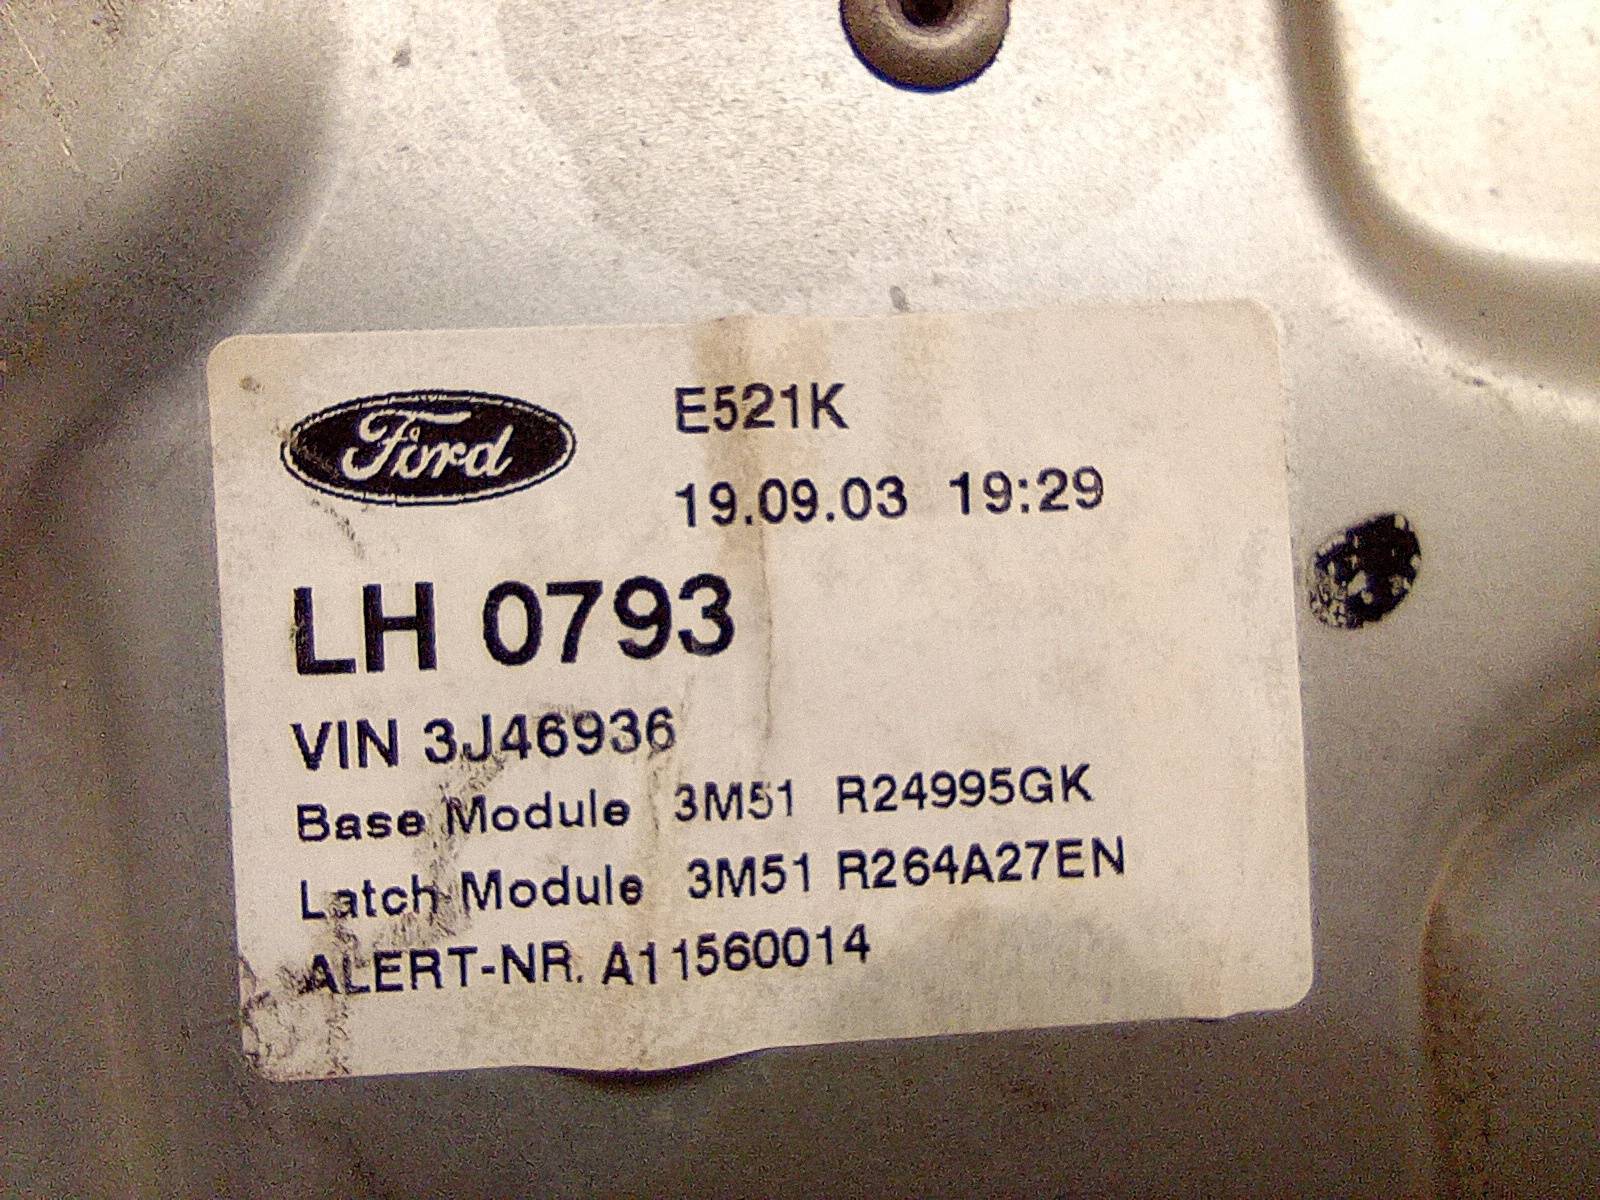 Ford
E521K
19.09.03 19:29
LH 0793
VIN 3J46936
Base Module 3M51 R24995GK
Latch Module 3M51 R264A27EN
ALERT-NR. A11560014